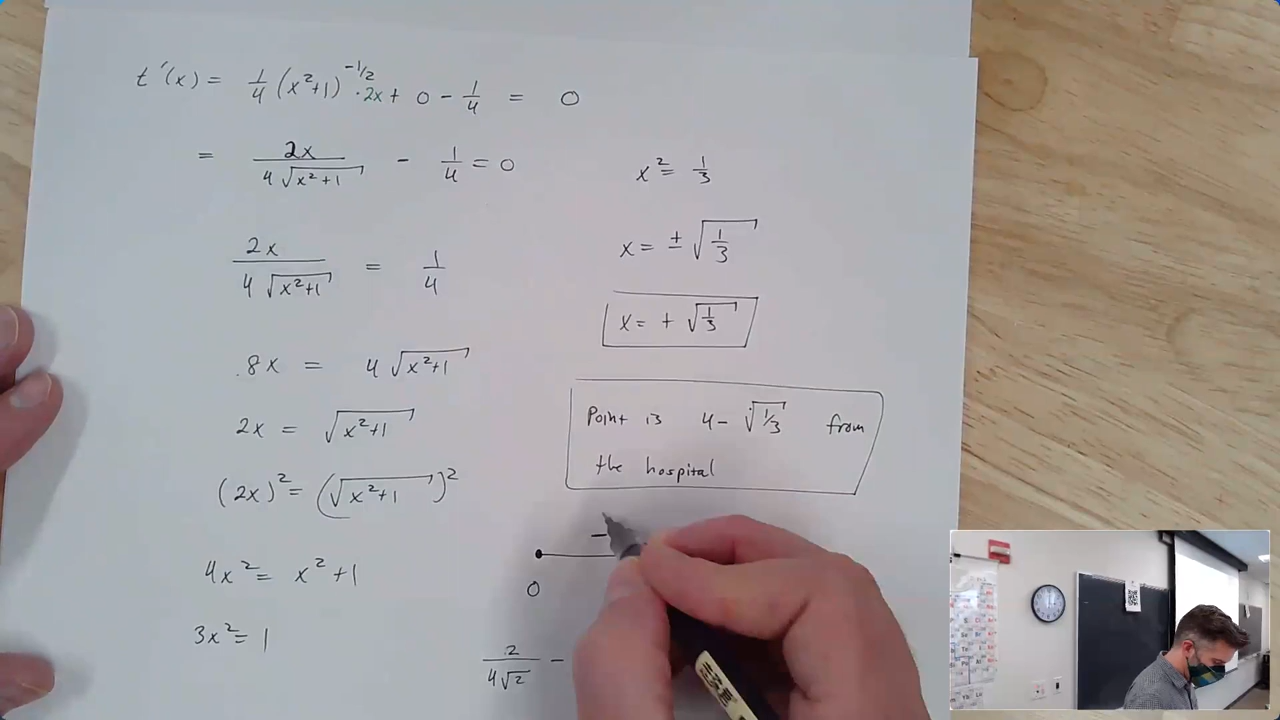 t'(x) = 1/4 (x²+1)^(-1/2) · 2x + 0 - 1/4 = 0
= 2x / 4√(x²+1) - 1/4 = 0
2x / 4√(x²+1) = 1/4
8x = 4√(x²+1)
2x = √(x²+1)
(2x)² = (√(x²+1))²
4x² = x²+1
3x² = 1
x² = 1/3
x = ± √(1/3)
x = + √(1/3)
Point is 4 - √(1/3) from
the hospital
−
0
2 / 4√2 −